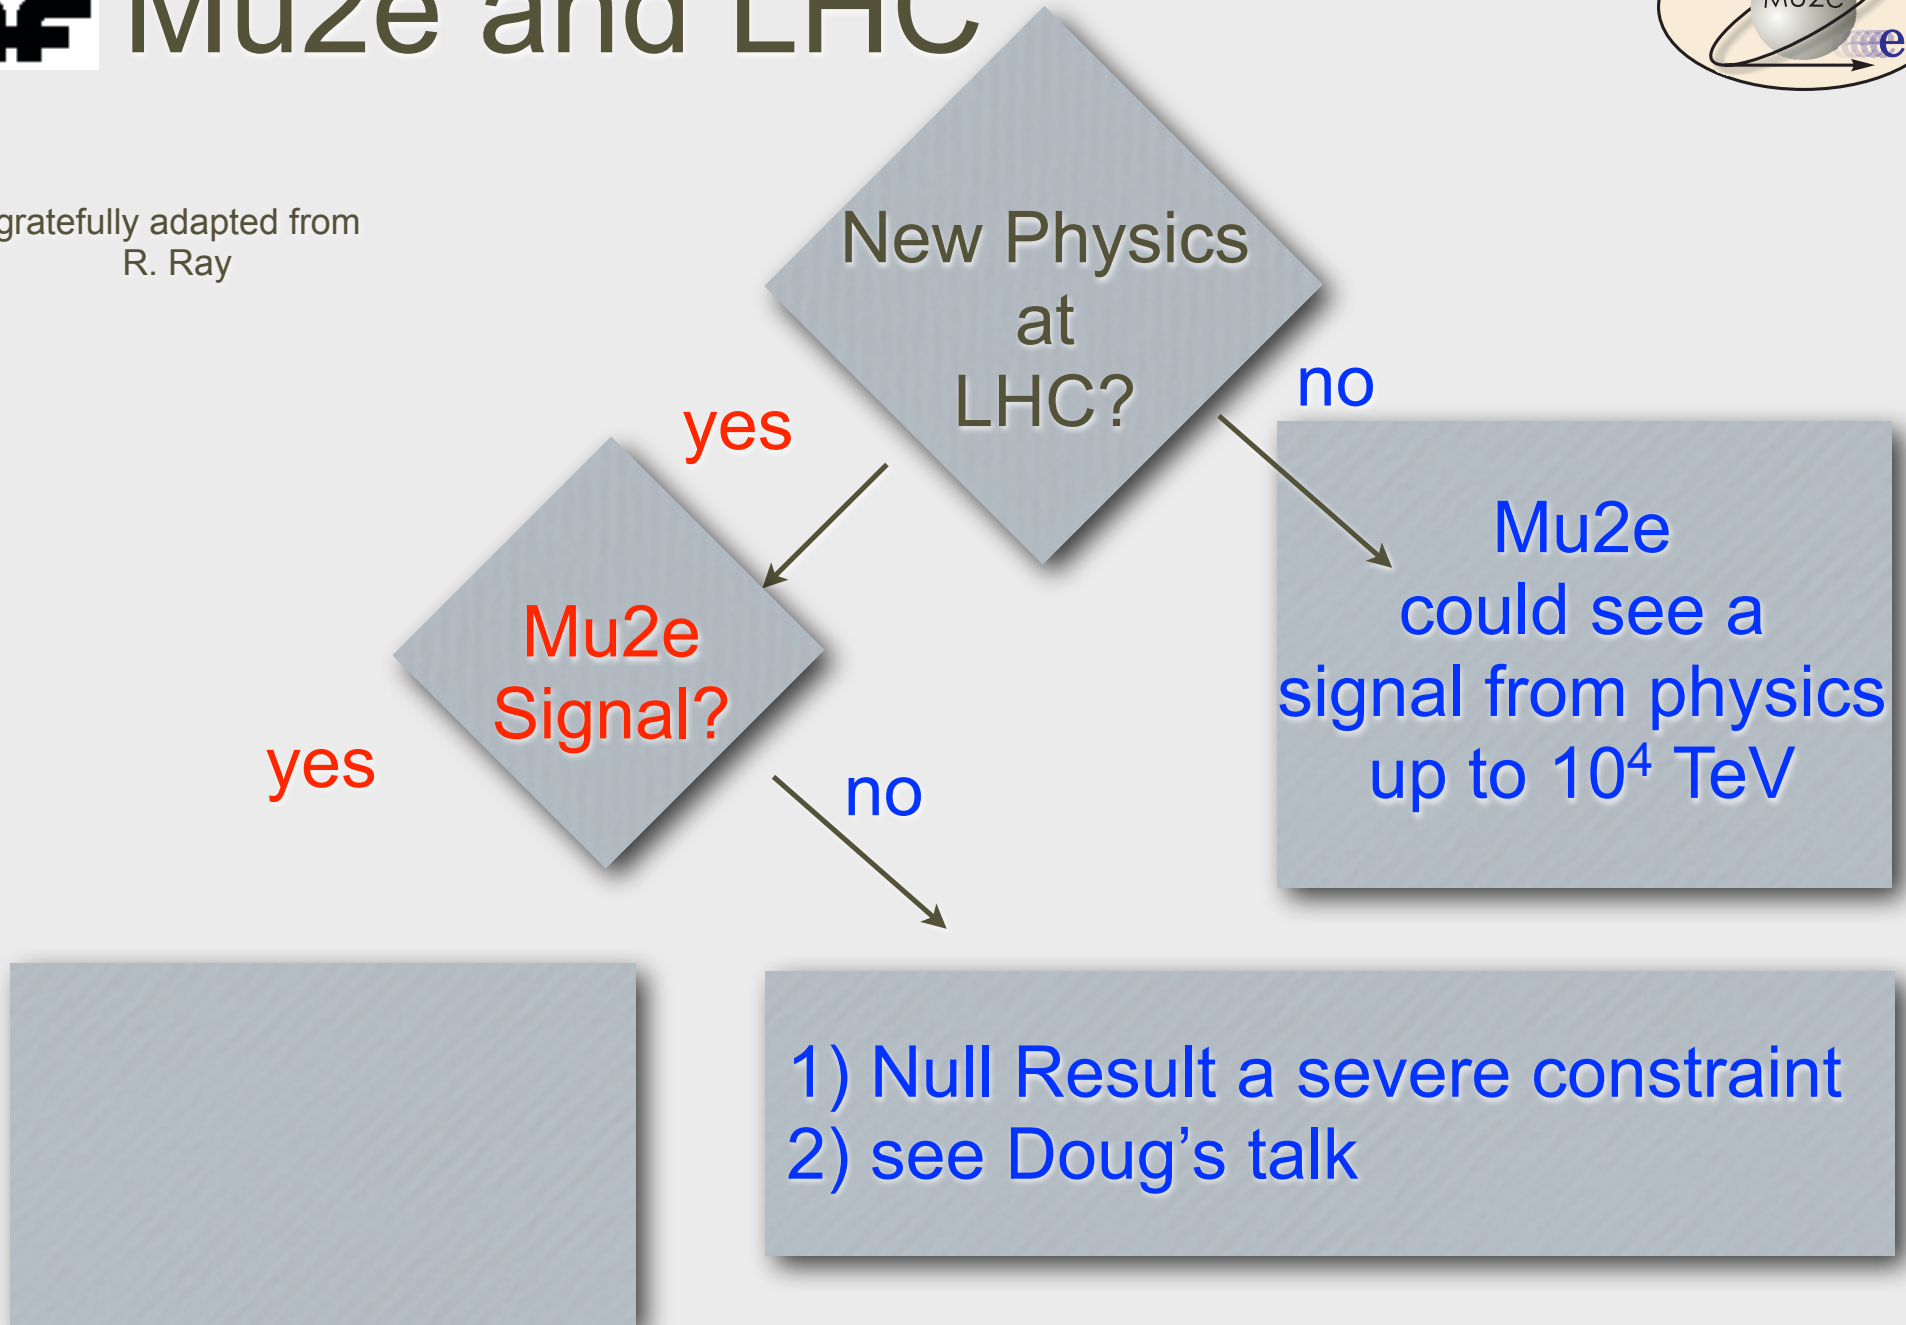 Mu2e and LHC
Mu2e
e
gratefully adapted from
R. Ray
New Physics
at
LHC?
yes
no
Mu2e
Signal?
Mu2e
could see a
signal from physics
up to 10⁴ TeV
yes
no
1) Null Result a severe constraint
2) see Doug’s talk